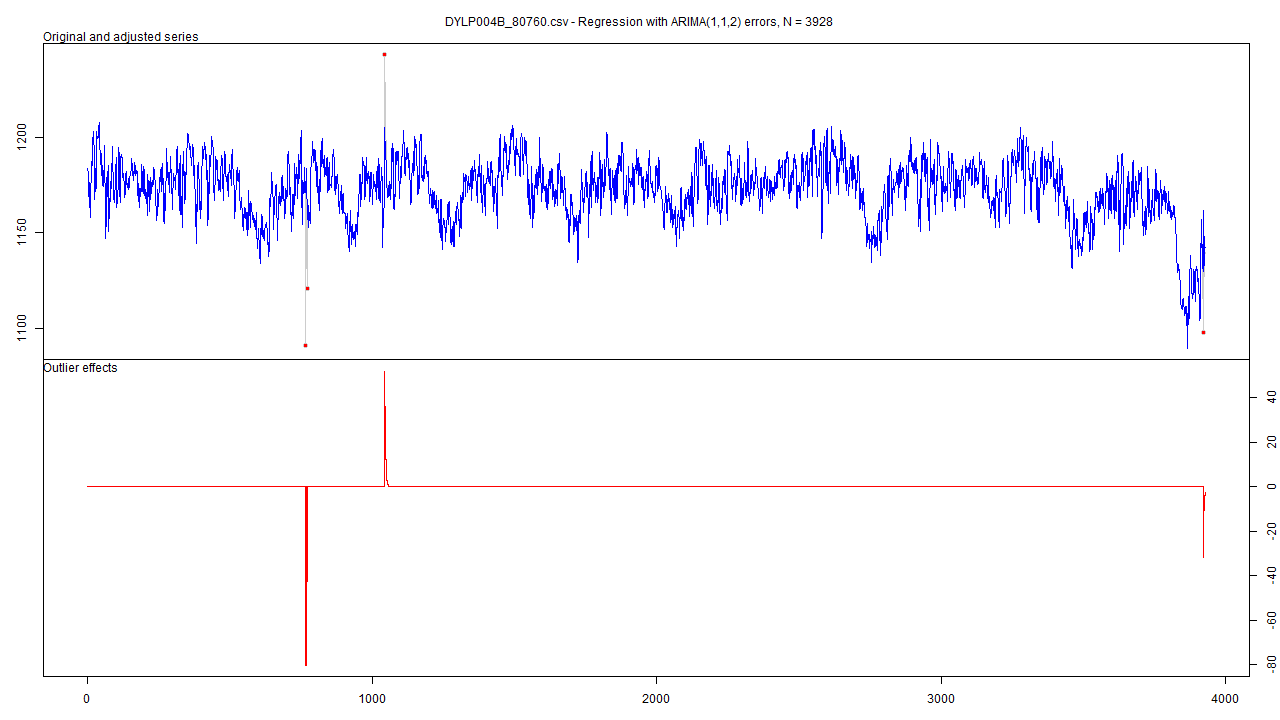 DYLP004B_80760.csv - Regression with ARIMA(1,1,2) errors, N = 3928
Original and adjusted series
1200
1150
1100
Outlier effects
40
20
0
-20
-40
-60
-80
0 1000 2000 3000 4000